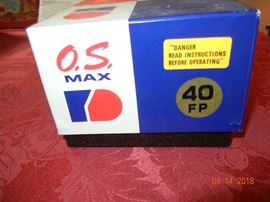 O.S.
MAX
"DANGER
READ INSTRUCTIONS
BEFORE OPERATING"
40
FP
08.14.2018